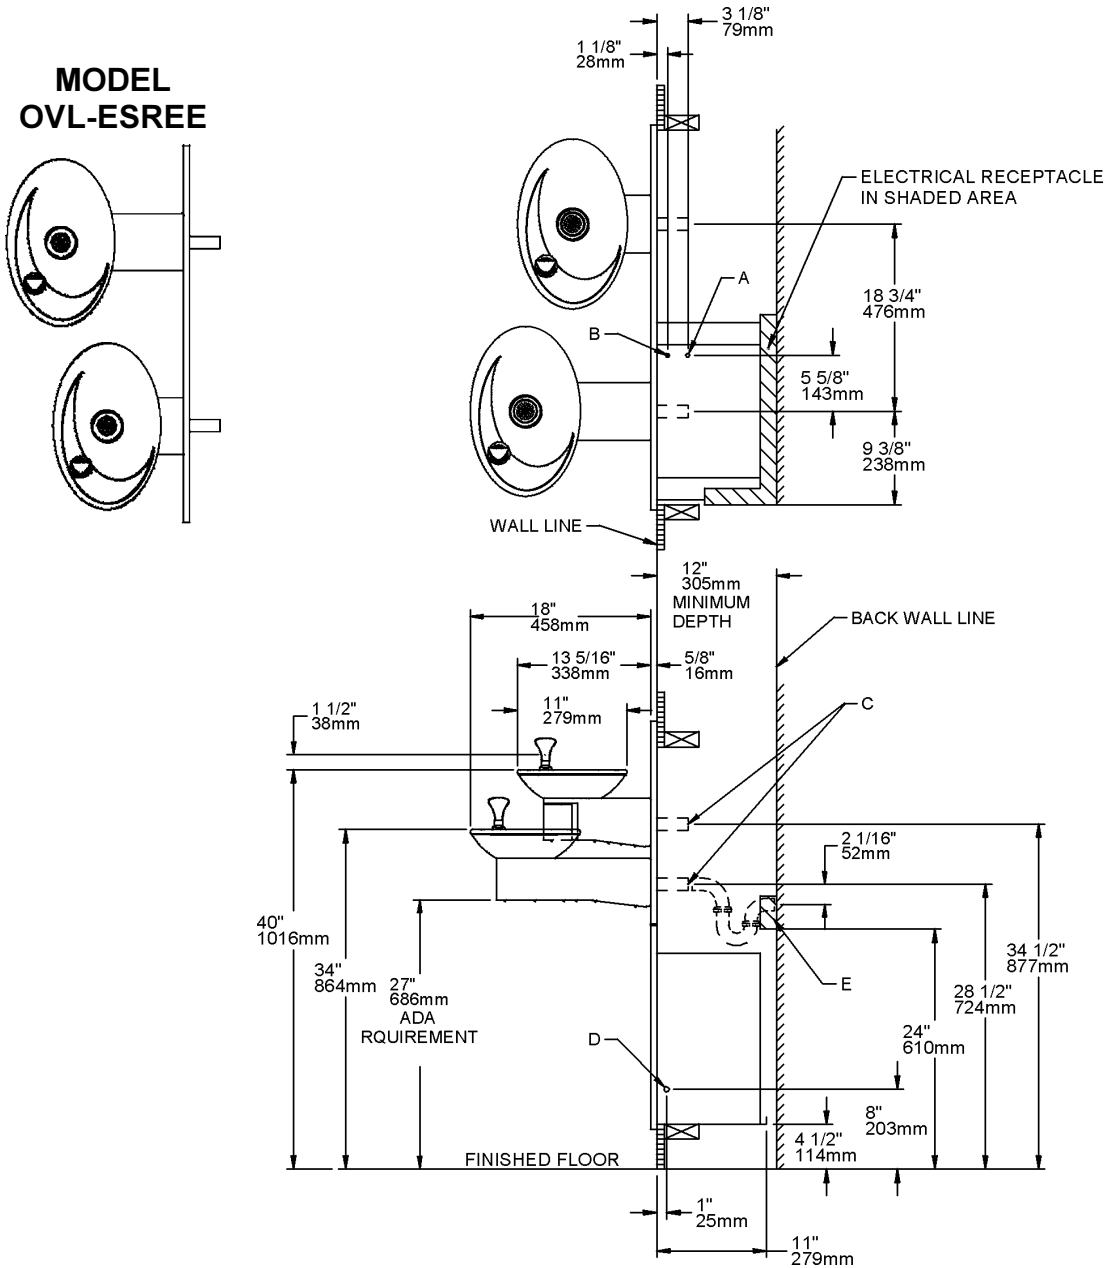 MODEL
OVL-ESREE
3 1/8"
79mm
1 1/8"
28mm
ELECTRICAL RECEPTACLE
IN SHADED AREA
A
B
18 3/4"
476mm
5 5/8"
143mm
9 3/8"
238mm
WALL LINE
12"
305mm
MINIMUM
DEPTH
18"
458mm
BACK WALL LINE
13 5/16"
338mm
5/8"
16mm
11"
279mm
1 1/2"
38mm
C
2 1/16"
52mm
40"
1016mm
34"
864mm
27"
686mm
ADA
RQUIREMENT
34 1/2"
877mm
28 1/2"
724mm
E
24"
610mm
D
8"
203mm
4 1/2"
114mm
FINISHED FLOOR
1"
25mm
11"
279mm